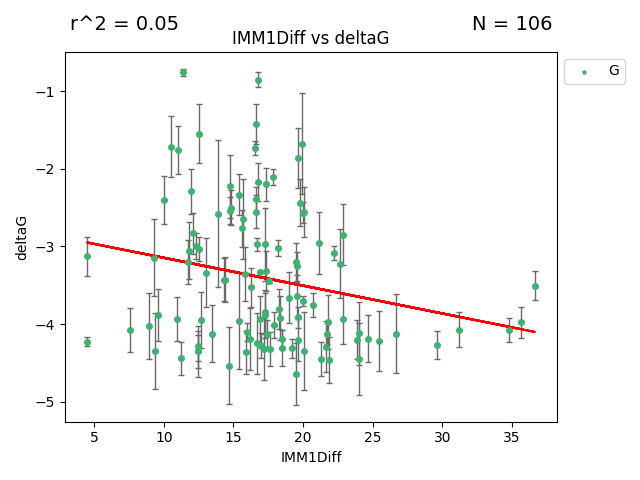 r^2 = 0.05
N = 106
IMM1Diff vs deltaG
G
−1
−2
−3
−4
−5
deltaG
5 10 15 20 25 30 35
IMM1Diff